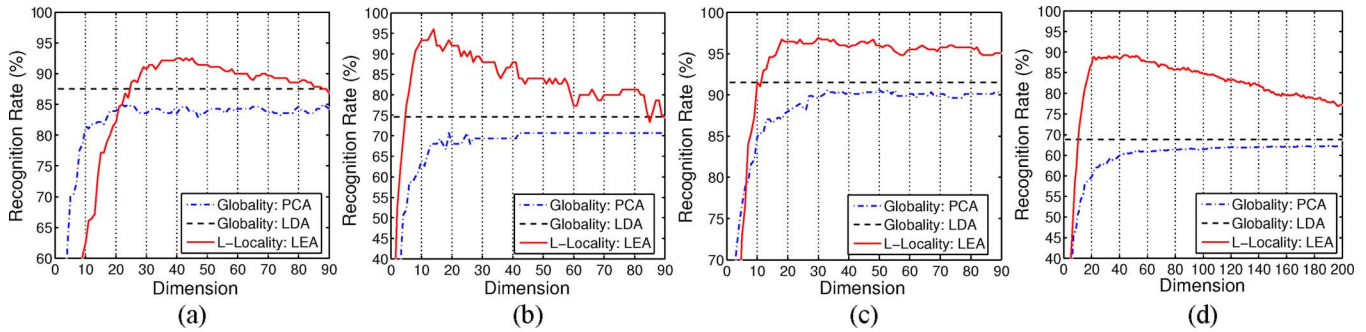 Recognition Rate (%)
100
95
90
85
80
75
70
65
60
0 10 20 30 40 50 60 70 80 90
Dimension
Globality: PCA
Globality: LDA
L-Locality: LEA
(a)
Recognition Rate (%)
100
95
90
85
80
75
70
65
60
55
50
45
40
0 10 20 30 40 50 60 70 80 90
Dimension
Globality: PCA
Globality: LDA
L-Locality: LEA
(b)
Recognition Rate (%)
100
95
90
85
80
75
70
0 10 20 30 40 50 60 70 80 90
Dimension
Globality: PCA
Globality: LDA
L-Locality: LEA
(c)
Recognition Rate (%)
100
90
85
80
70
60
50
40
0 20 40 60 80 100 120 140 160 180 200
Dimension
Globality: PCA
Globality: LDA
L-Locality: LEA
(d)